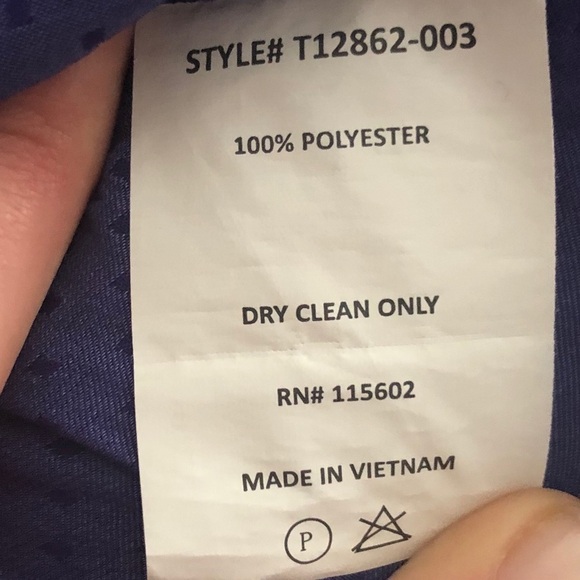 STYLE# T12862-003
100% POLYESTER
DRY CLEAN ONLY
RN# 115602
MADE IN VIETNAM
P